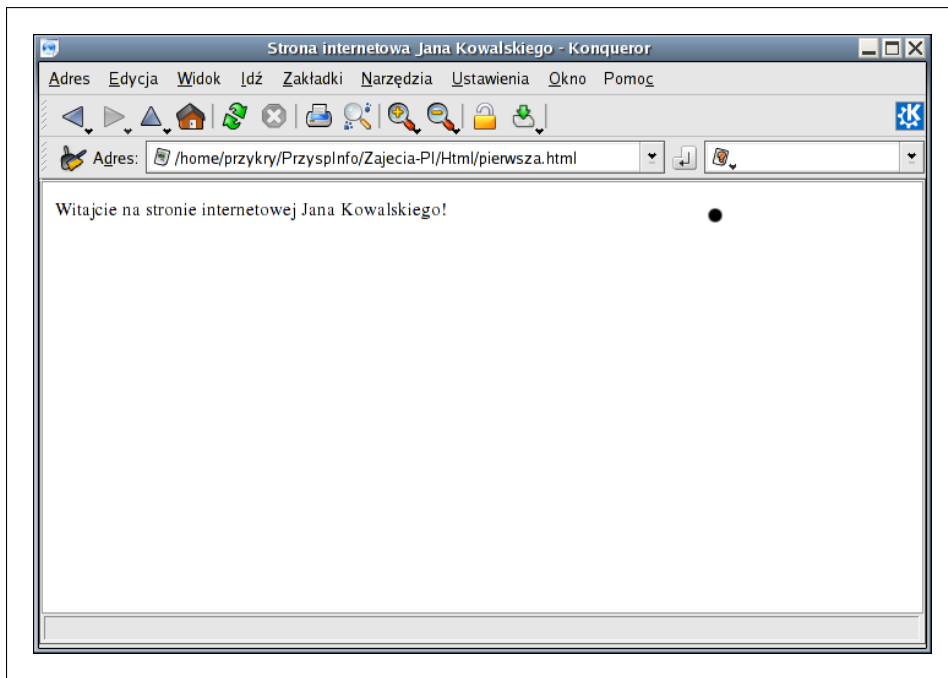 Strona internetowa Jana Kowalskiego - Konqueror
Adres Edycja Widok Idź Zakładki Narzędzia Ustawienia Okno Pomoc
Adres: /home/przykry/PrzyspInfo/Zajecia-PI/Html/pierwsza.html
Witajcie na stronie internetowej Jana Kowalskiego!